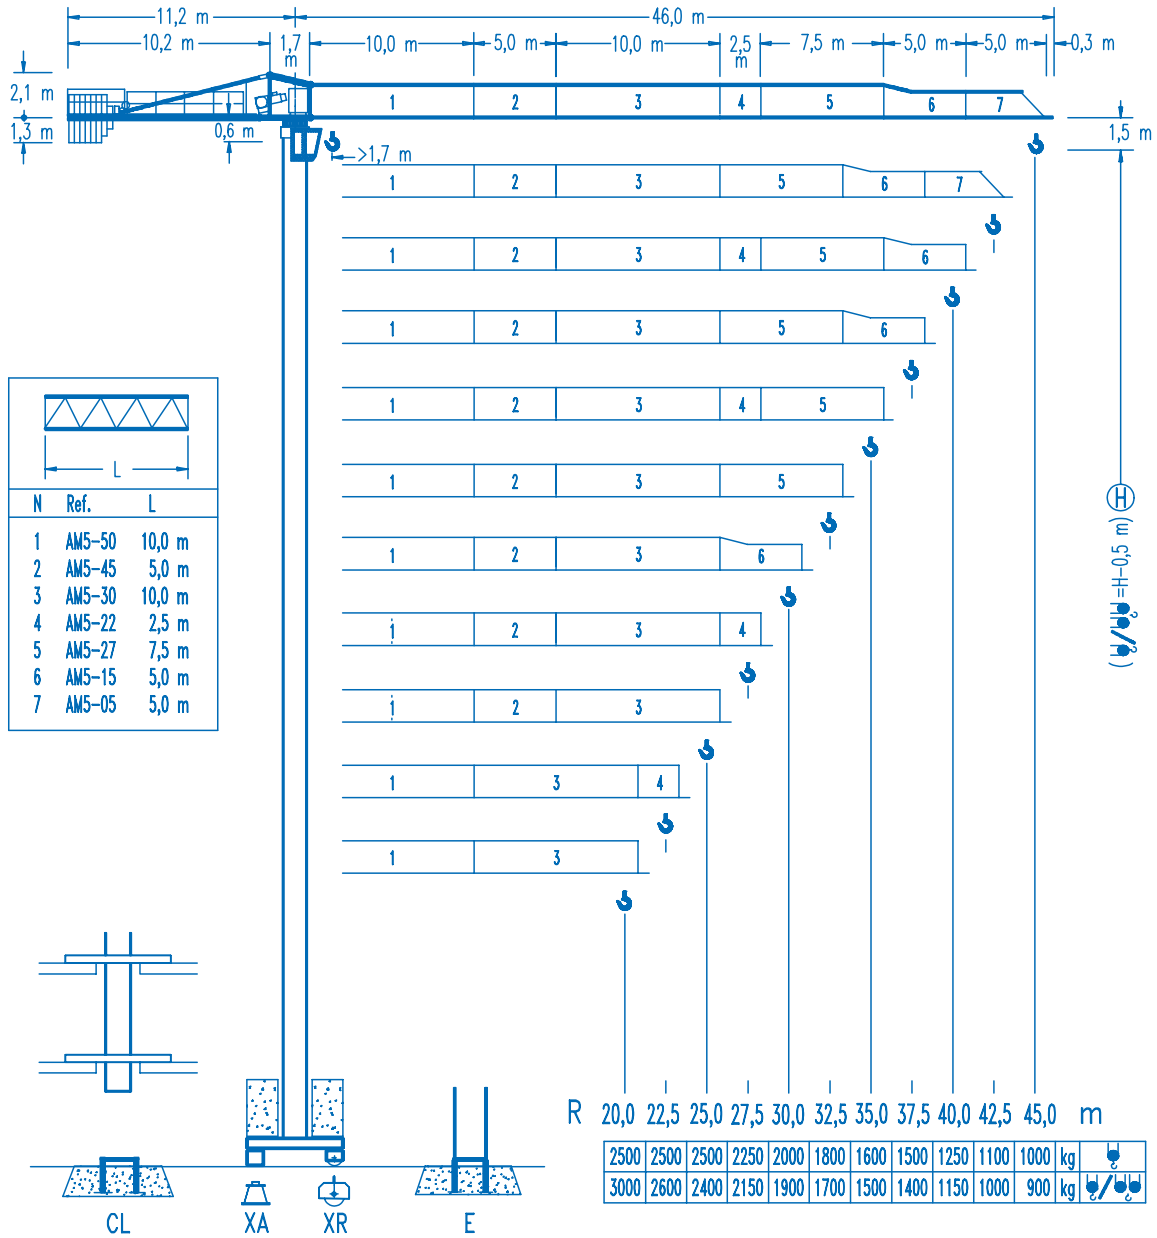 11,2 m 46,0 m
10,2 m 1,7 m 10,0 m 5,0 m 10,0 m 2,5 m 7,5 m 5,0 m 5,0 m 0,3 m
2,1 m
1 2 3 4 5 6 7
1,3 m 0,6 m 1,5 m
>1,7 m
1 2 3 5 6 7
1 2 3 4 5 6
1 2 3 5 6
1 2 3 4 5
1 2 3 5
1 2 3 6
1 2 3 4
1 2 3
1 3 4
1 3
H
( / =H-0,5 m)
L
N Ref. L
1 AM5-50 10,0 m
2 AM5-45 5,0 m
3 AM5-30 10,0 m
4 AM5-22 2,5 m
5 AM5-27 7,5 m
6 AM5-15 5,0 m
7 AM5-05 5,0 m
R 20,0 22,5 25,0 27,5 30,0 32,5 35,0 37,5 40,0 42,5 45,0 m
2500 2500 2500 2250 2000 1800 1600 1500 1250 1100 1000 kg
3000 2600 2400 2150 1900 1700 1500 1400 1150 1000 900 kg /
CL XA XR E